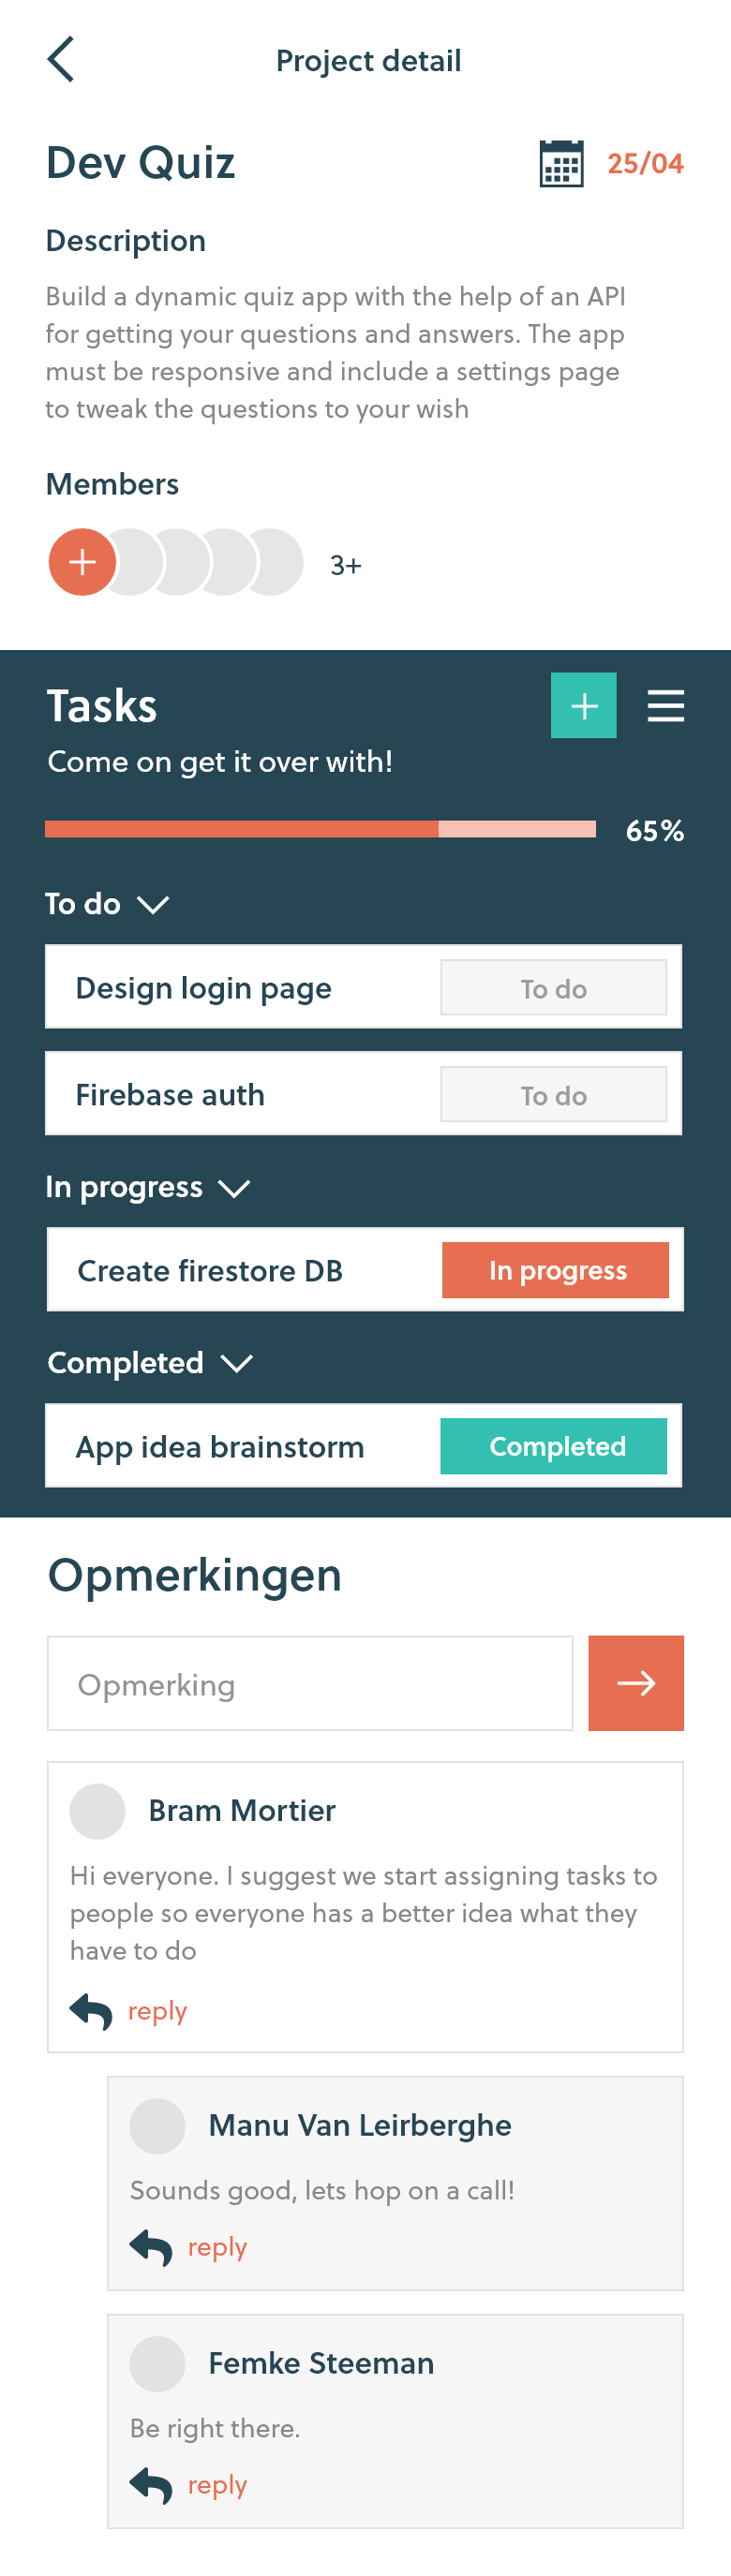 Project detail
Dev Quiz
25/04
Description
Build a dynamic quiz app with the help of an API
for getting your questions and answers. The app
must be responsive and include a settings page
to tweak the questions to your wish
Members
3+
Tasks
Come on get it over with!
65%
To do
Design login page
To do
Firebase auth
To do
In progress
Create firestore DB
In progress
Completed
App idea brainstorm
Completed
Opmerkingen
Opmerking
Bram Mortier
Hi everyone. I suggest we start assigning tasks to
people so everyone has a better idea what they
have to do
reply
Manu Van Leirberghe
Sounds good, lets hop on a call!
reply
Femke Steeman
Be right there.
reply